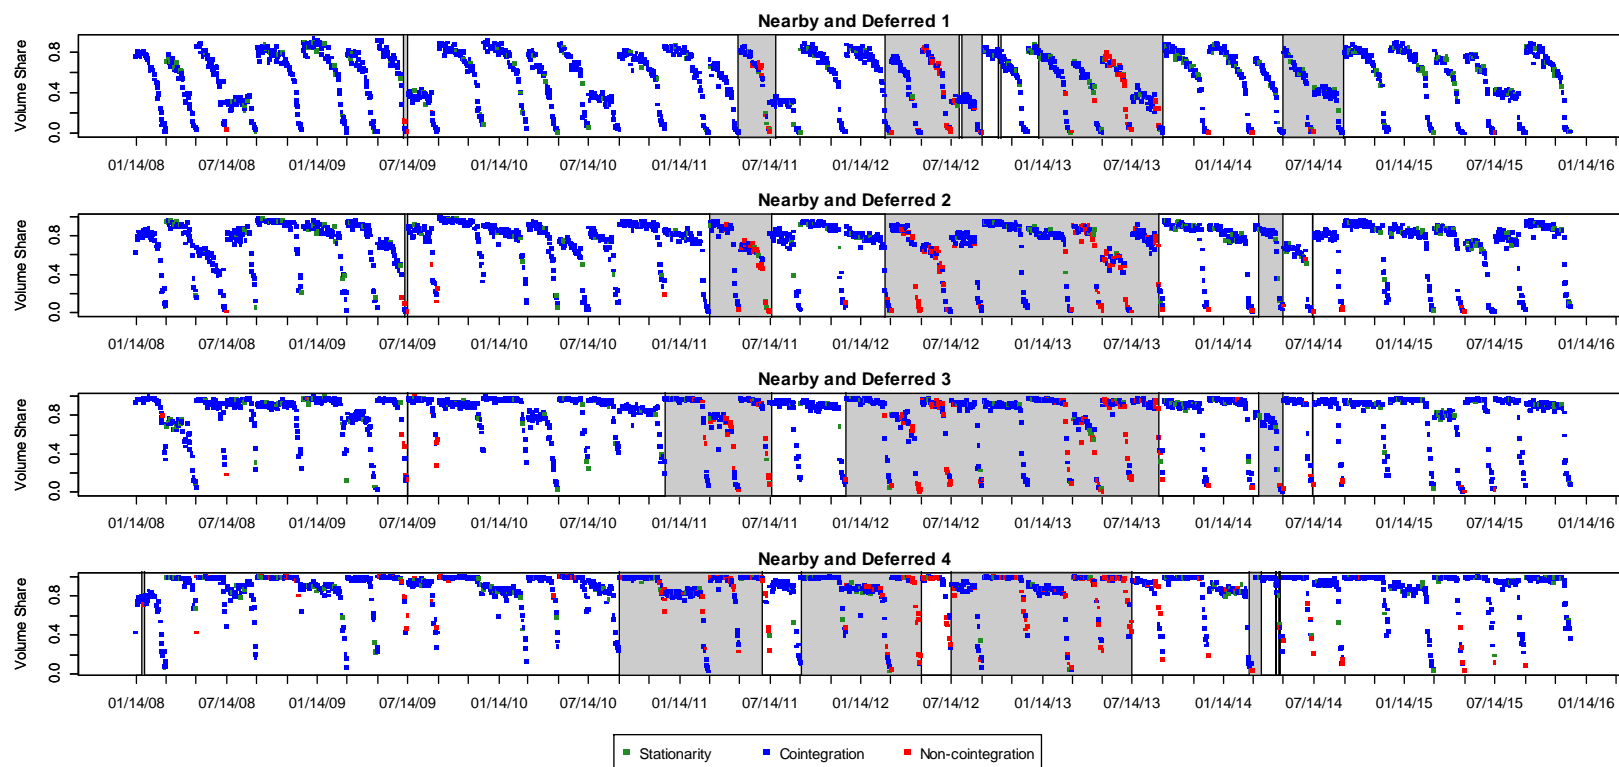 Nearby and Deferred 1
Volume Share
0.8
0.4
0.0
01/14/08 07/14/08 01/14/09 07/14/09 01/14/10 07/14/10 01/14/11 07/14/11 01/14/12 07/14/12 01/14/13 07/14/13 01/14/14 07/14/14 01/14/15 07/14/15 01/14/16
Nearby and Deferred 2
Volume Share
0.8
0.4
0.0
01/14/08 07/14/08 01/14/09 07/14/09 01/14/10 07/14/10 01/14/11 07/14/11 01/14/12 07/14/12 01/14/13 07/14/13 01/14/14 07/14/14 01/14/15 07/14/15 01/14/16
Nearby and Deferred 3
Volume Share
0.8
0.4
0.0
01/14/08 07/14/08 01/14/09 07/14/09 01/14/10 07/14/10 01/14/11 07/14/11 01/14/12 07/14/12 01/14/13 07/14/13 01/14/14 07/14/14 01/14/15 07/14/15 01/14/16
Nearby and Deferred 4
Volume Share
0.8
0.4
0.0
01/14/08 07/14/08 01/14/09 07/14/09 01/14/10 07/14/10 01/14/11 07/14/11 01/14/12 07/14/12 01/14/13 07/14/13 01/14/14 07/14/14 01/14/15 07/14/15 01/14/16
Stationarity Cointegration Non-cointegration